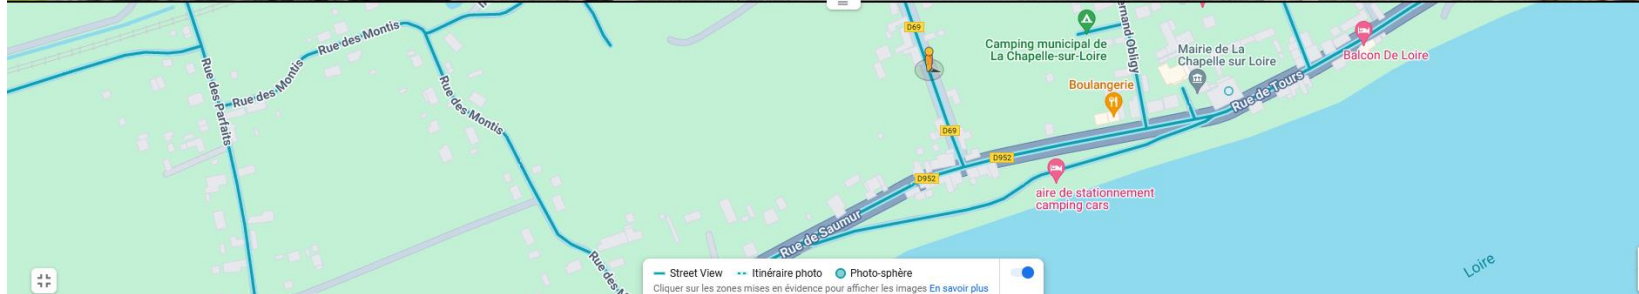 Rue des Montis
Rue des Montis
Rue des Parfaits
Rue des Montis
D69
Camping municipal de
La Chapelle-sur-Loire
Mairie de La
Chapelle sur Loire
Balcon De Loire
Boulangerie
Rue de Tours
D69
D952
D952
aire de stationnement
camping cars
Rue de Saumur
Loire
Street View
Itinéraire photo
Photo-sphère
Cliquer sur les zones mises en évidence pour afficher les images En savoir plus